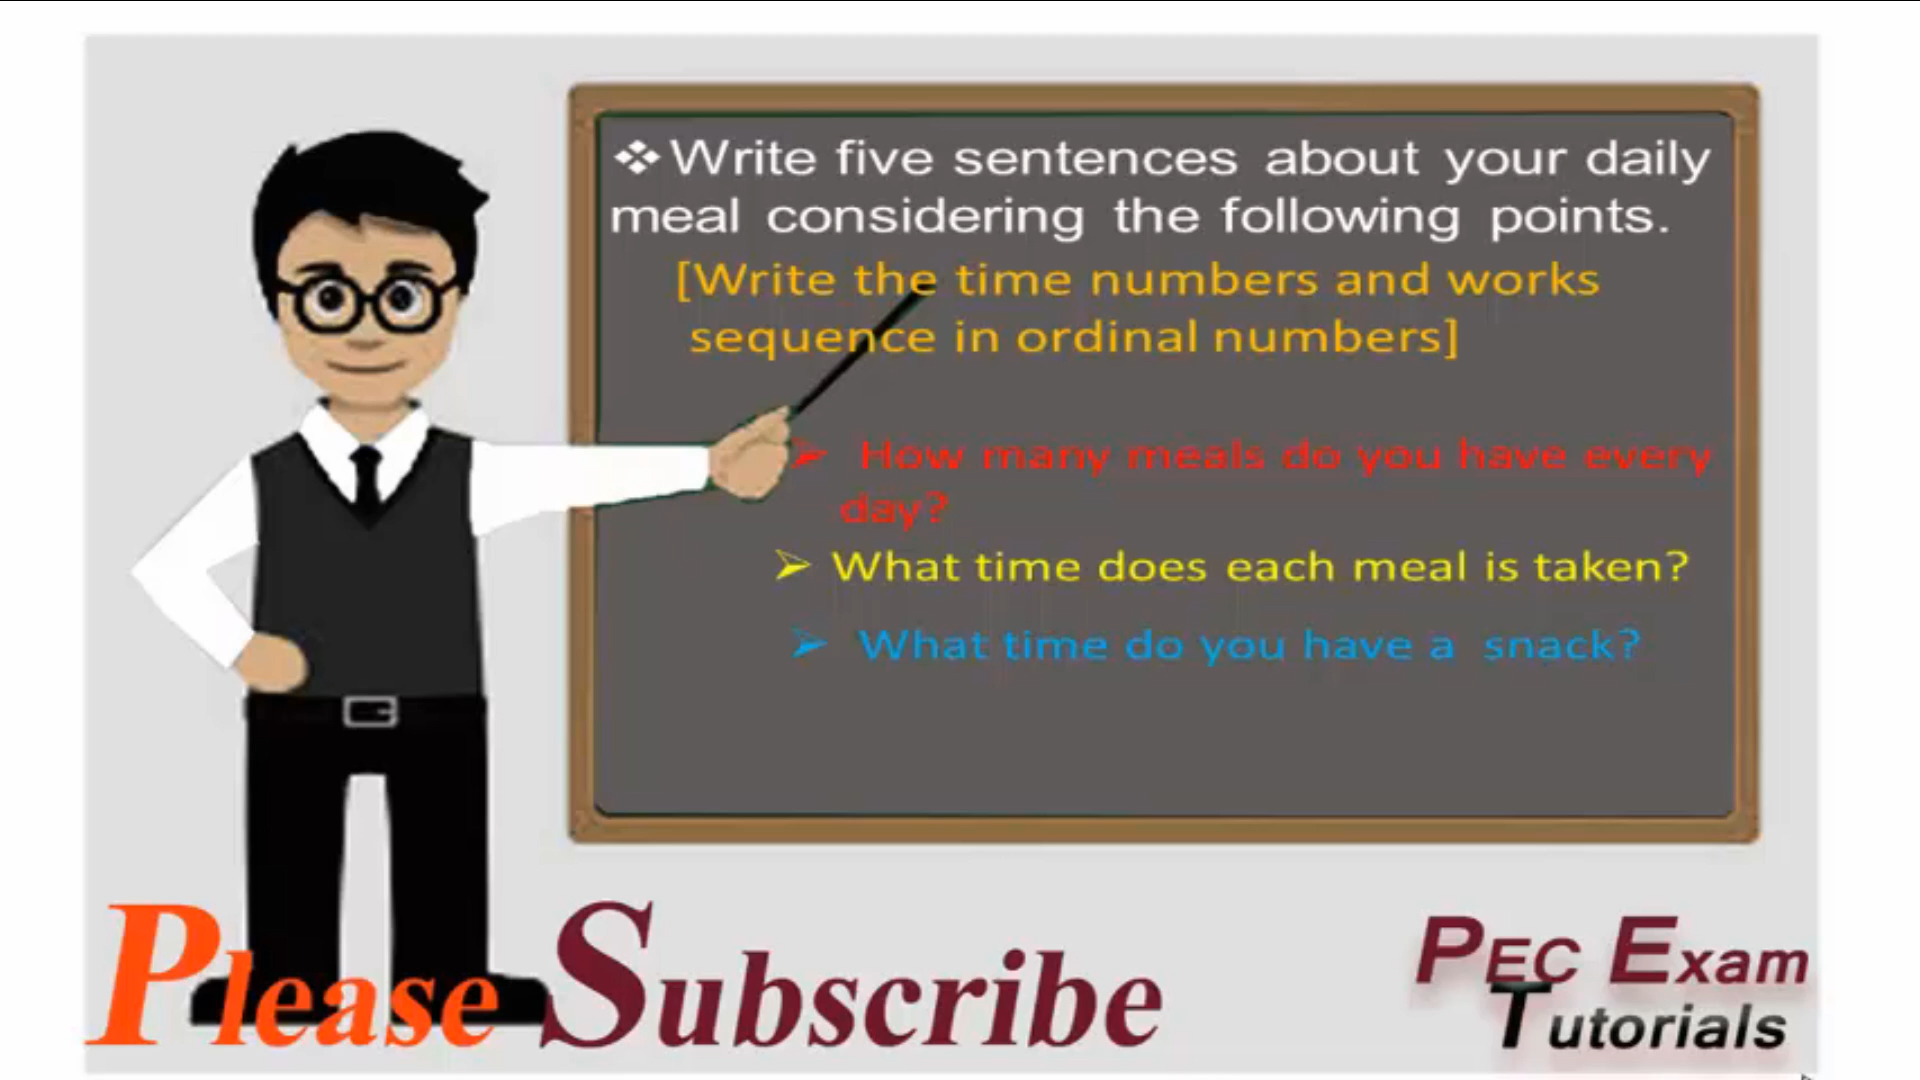 ❖Write five sentences about your daily
meal considering the following points.
[Write the time numbers and works
sequence in ordinal numbers]
➢ How many meals do you have every
day?
➢ What time does each meal is taken?
➢ What time do you have a snack?
Please Subscribe
PEC Exam
Tutorials